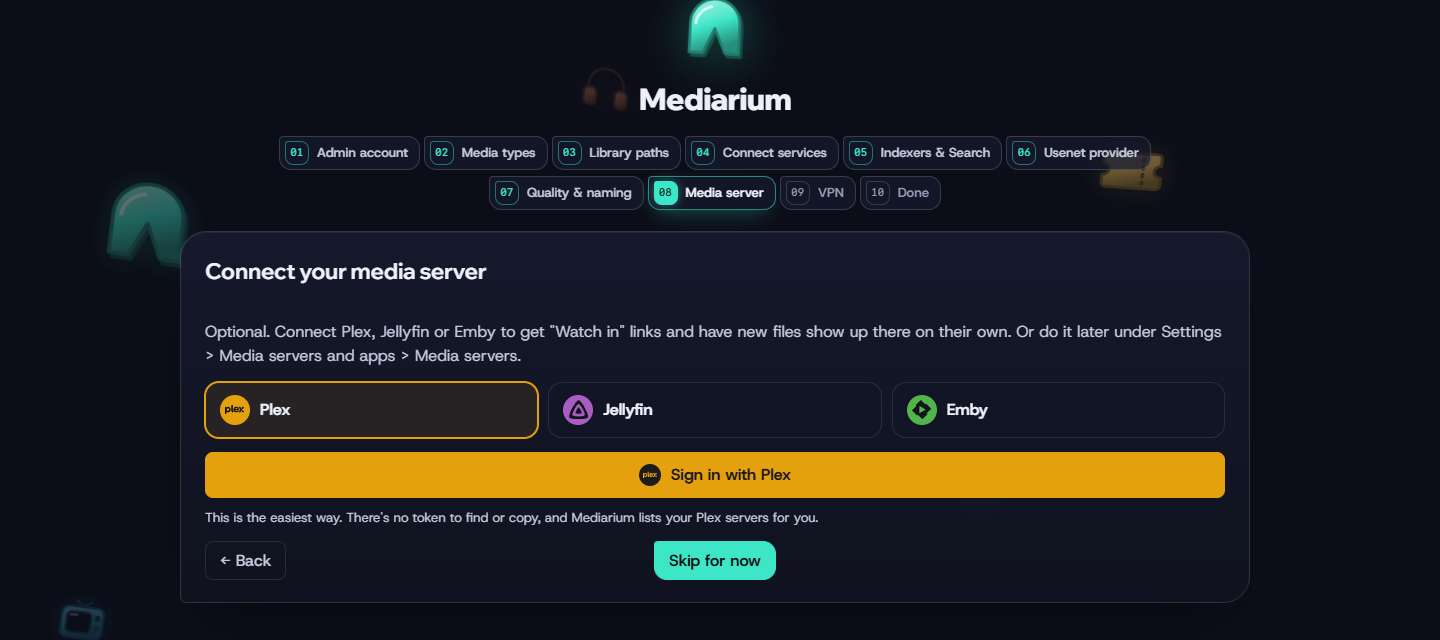 Mediarium
01 Admin account 02 Media types 03 Library paths 04 Connect services 05 Indexers & Search 06 Usenet provider
07 Quality & naming 08 Media server 09 VPN 10 Done
Connect your media server
Optional. Connect Plex, Jellyfin or Emby to get "Watch in" links and have new files show up there on their own. Or do it later under Settings
> Media servers and apps > Media servers.
plex Plex Jellyfin Emby
plex Sign in with Plex
This is the easiest way. There's no token to find or copy, and Mediarium lists your Plex servers for you.
← Back Skip for now